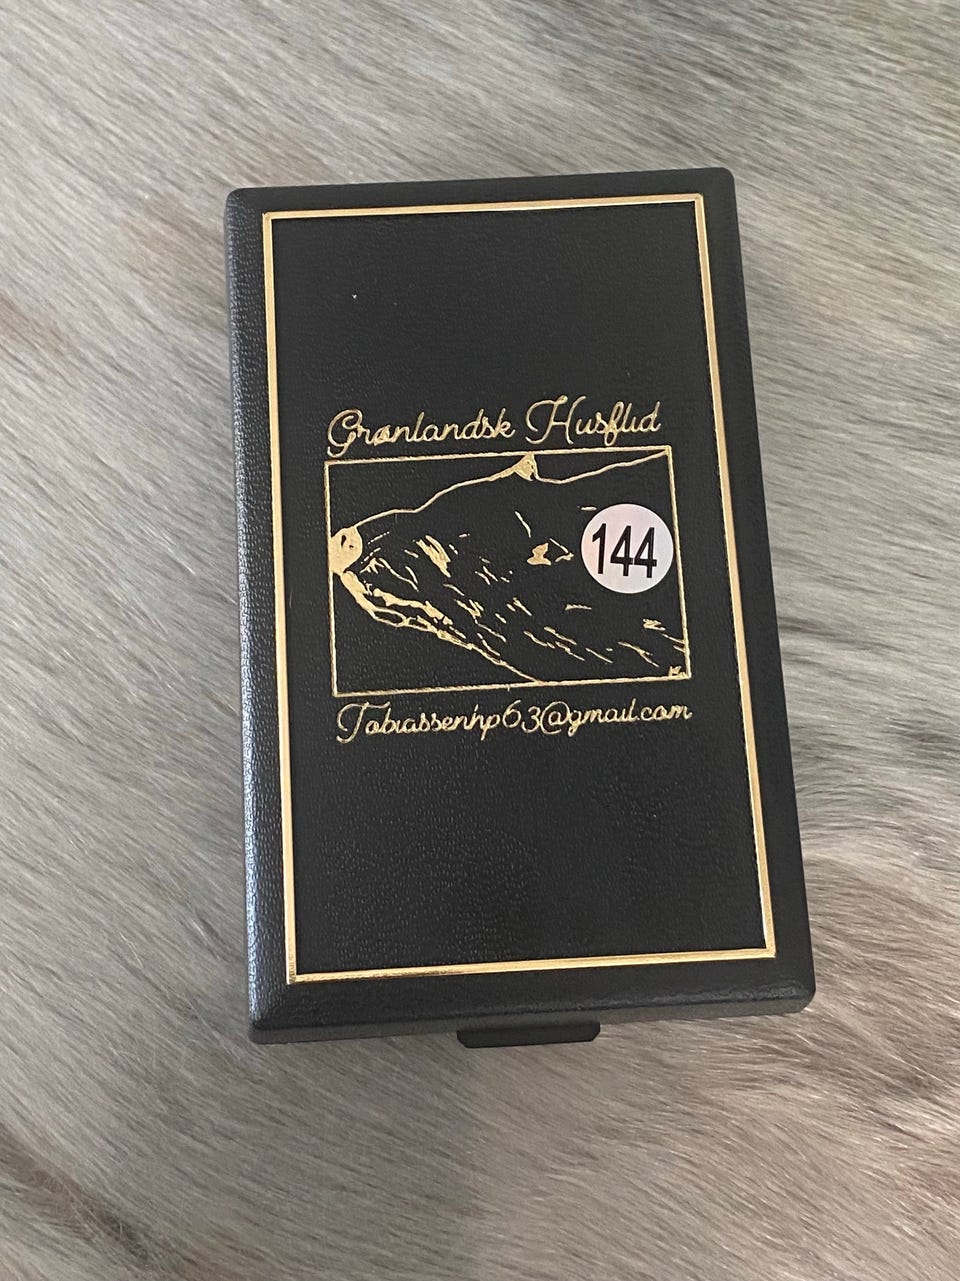 Grønlandsk Husflid
144
Tobiassenhp63@gmail.com